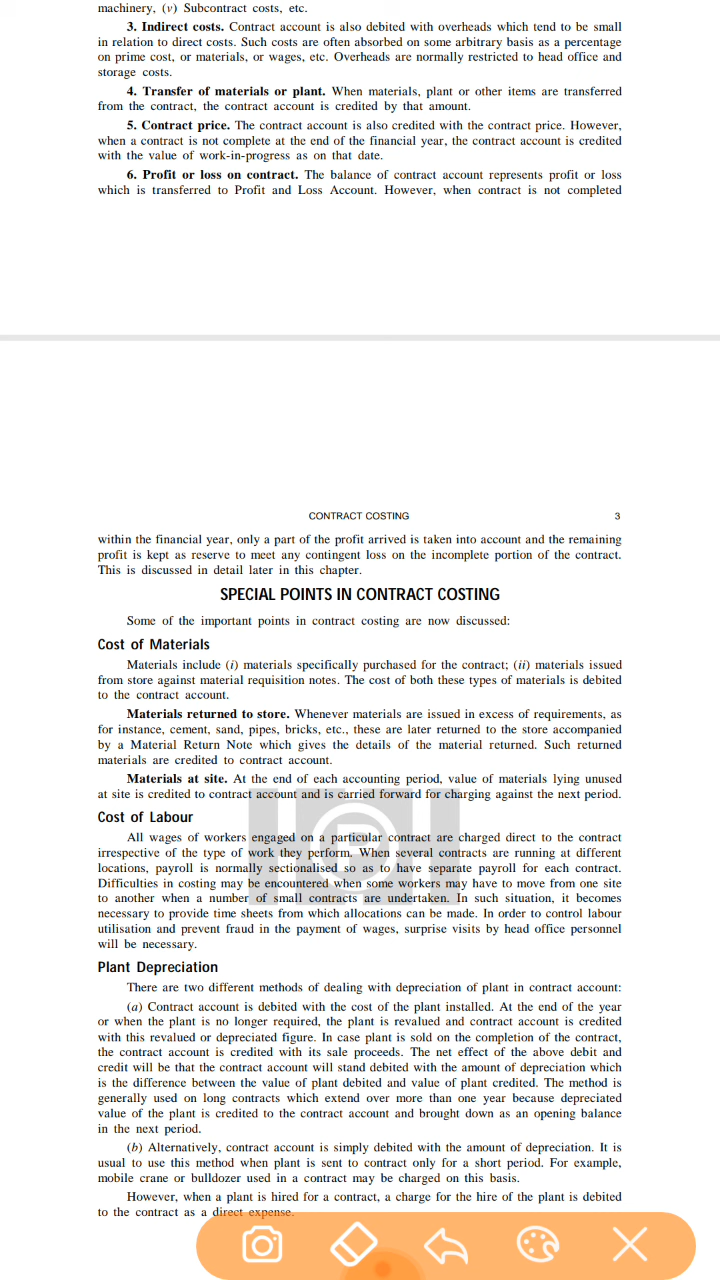 machinery, (v) Subcontract costs, etc.
3. Indirect costs. Contract account is also debited with overheads which tend to be small
in relation to direct costs. Such costs are often absorbed on some arbitrary basis as a percentage
on prime cost, or materials, or wages, etc. Overheads are normally restricted to head office and
storage costs.
4. Transfer of materials or plant. When materials, plant or other items are transferred
from the contract, the contract account is credited by that amount.
5. Contract price. The contract account is also credited with the contract price. However,
when a contract is not complete at the end of the financial year, the contract account is credited
with the value of work-in-progress as on that date.
6. Profit or loss on contract. The balance of contract account represents profit or loss
which is transferred to Profit and Loss Account. However, when contract is not completed
CONTRACT COSTING 3
within the financial year, only a part of the profit arrived is taken into account and the remaining
profit is kept as reserve to meet any contingent loss on the incomplete portion of the contract.
This is discussed in detail later in this chapter.
SPECIAL POINTS IN CONTRACT COSTING
Some of the important points in contract costing are now discussed:
Cost of Materials
Materials include (i) materials specifically purchased for the contract; (ii) materials issued
from store against material requisition notes. The cost of both these types of materials is debited
to the contract account.
Materials returned to store. Whenever materials are issued in excess of requirements, as
for instance, cement, sand, pipes, bricks, etc., these are later returned to the store accompanied
by a Material Return Note which gives the details of the material returned. Such returned
materials are credited to contract account.
Materials at site. At the end of each accounting period, value of materials lying unused
at site is credited to contract account and is carried forward for charging against the next period.
Cost of Labour
All wages of workers engaged on a particular contract are charged direct to the contract
irrespective of the type of work they perform. When several contracts are running at different
locations, payroll is normally sectionalised so as to have separate payroll for each contract.
Difficulties in costing may be encountered when some workers may have to move from one site
to another when a number of small contracts are undertaken. In such situation, it becomes
necessary to provide time sheets from which allocations can be made. In order to control labour
utilisation and prevent fraud in the payment of wages, surprise visits by head office personnel
will be necessary.
Plant Depreciation
There are two different methods of dealing with depreciation of plant in contract account:
(a) Contract account is debited with the cost of the plant installed. At the end of the year
or when the plant is no longer required, the plant is revalued and contract account is credited
with this revalued or depreciated figure. In case plant is sold on the completion of the contract,
the contract account is credited with its sale proceeds. The net effect of the above debit and
credit will be that the contract account will stand debited with the amount of depreciation which
is the difference between the value of plant debited and value of plant credited. The method is
generally used on long contracts which extend over more than one year because depreciated
value of the plant is credited to the contract account and brought down as an opening balance
in the next period.
(b) Alternatively, contract account is simply debited with the amount of depreciation. It is
usual to use this method when plant is sent to contract only for a short period. For example,
mobile crane or bulldozer used in a contract may be charged on this basis.
However, when a plant is hired for a contract, a charge for the hire of the plant is debited
to the contract as a direct expense.